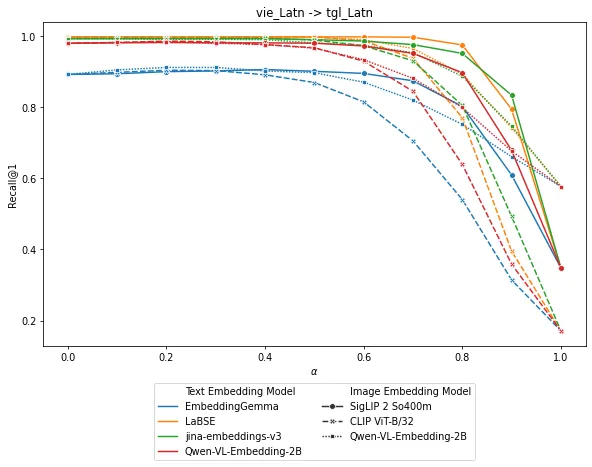 vie_Latn -> tgl_Latn
Recall@1
1.0
0.8
0.6
0.4
0.2
0.0 0.2 0.4 0.6 0.8 1.0
α
Text Embedding Model
EmbeddingGemma
LaBSE
jina-embeddings-v3
Qwen-VL-Embedding-2B
Image Embedding Model
SigLIP 2 So400m
CLIP ViT-B/32
Qwen-VL-Embedding-2B